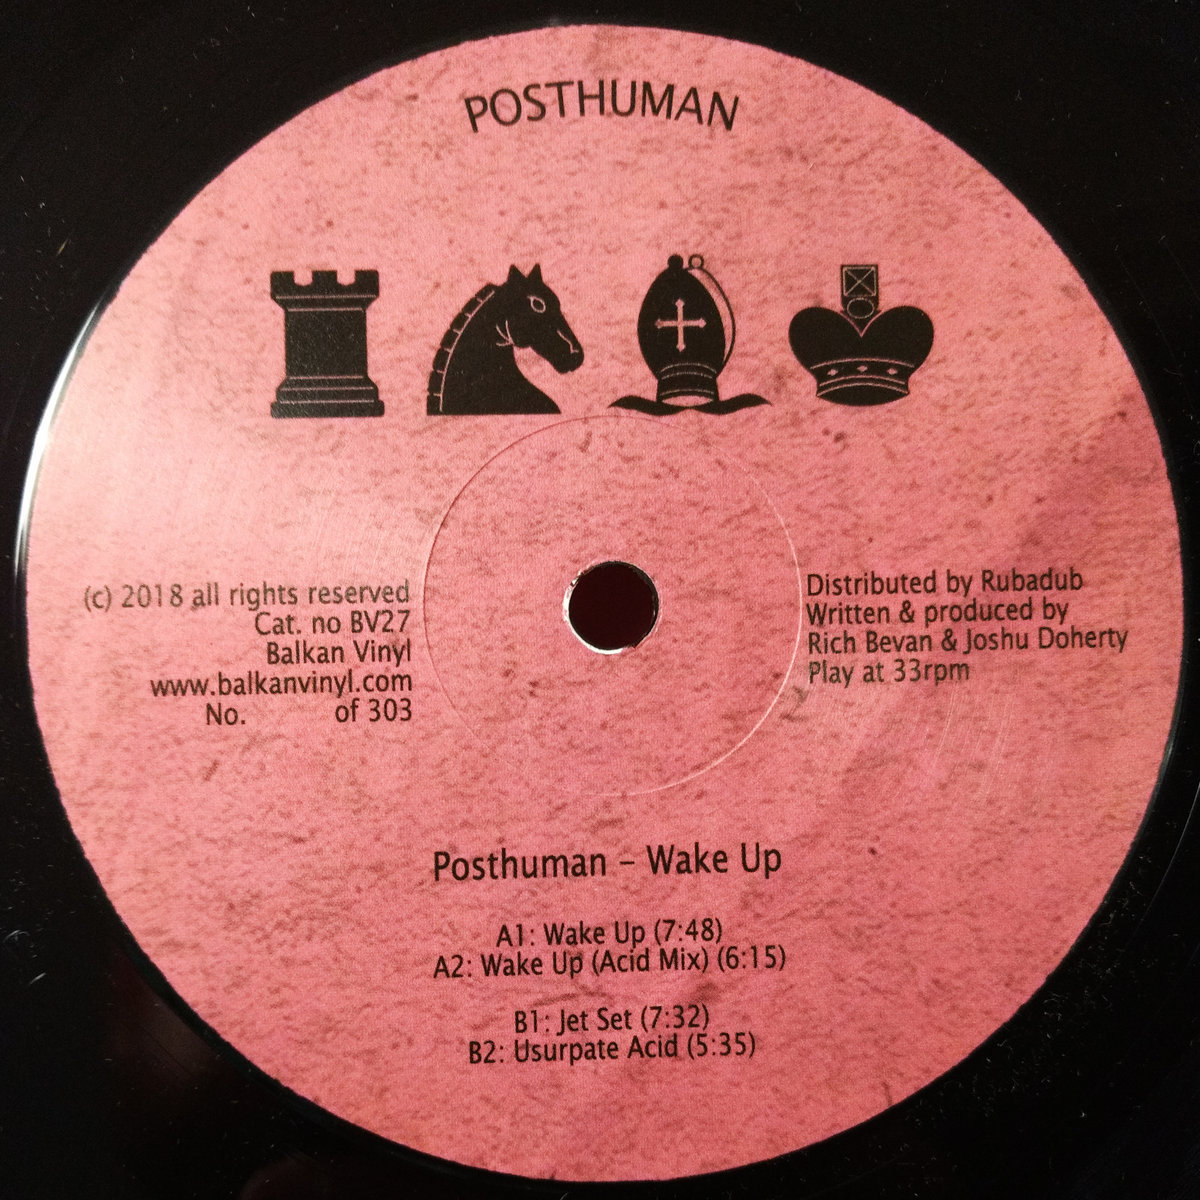 POSTHUMAN
(c) 2018 all rights reserved
Cat. no BV27
Balkan Vinyl
www.balkanvinyl.com
No. of 303
Distributed by Rubadub
Written & produced by
Rich Bevan & Joshu Doherty
Play at 33rpm
Posthuman - Wake Up
A1: Wake Up (7:48)
A2: Wake Up (Acid Mix) (6:15)
B1: Jet Set (7:32)
B2: Usurpate Acid (5:35)